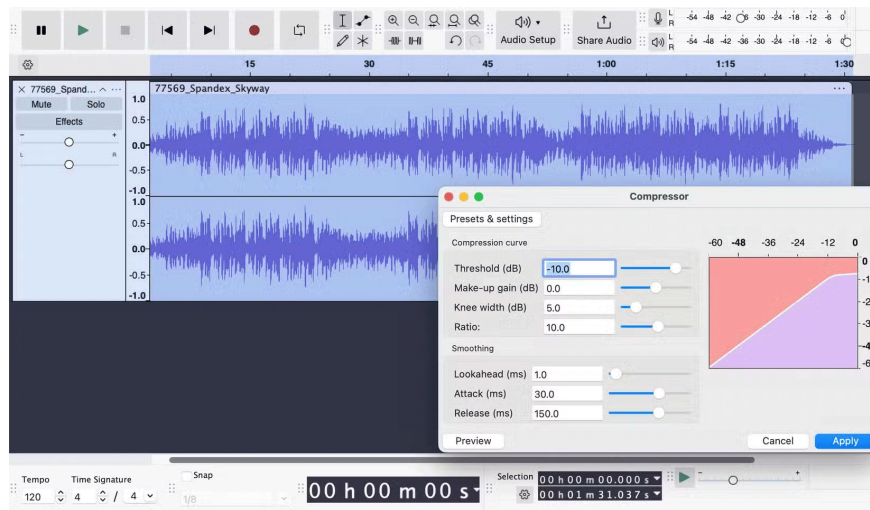 L
R
-54 -48 -42 -36 -30 -24 -18 -12 -6 0
Audio Setup
Share Audio
L
R
-54 -48 -42 -36 -30 -24 -18 -12 -6 0
15 30 45 1:00 1:15 1:30
× 77569_Spand... ^ ...
77569_Spandex_Skyway ...
Mute Solo
Effects
- +
L R
1.0
0.5-
0.0-
-0.5-
-1.0
1.0
0.5-
0.0-
-0.5-
-1.0
Compressor
Presets & settings
Compression curve
Threshold (dB) -10.0
Make-up gain (dB) 0.0
Knee width (dB) 5.0
Ratio: 10.0
-60 -48 -36 -24 -12 0
0
-1
-2
-3
-4
-6
Smoothing
Lookahead (ms) 1.0
Attack (ms) 30.0
Release (ms) 150.0
Preview
Cancel
Apply
Tempo
120
Time Signature
4 / 4
Snap
1/8
00 h 00 m 00 s
Selection
00 h 00 m 00.000 s
00 h 01 m 31.037 s
- +